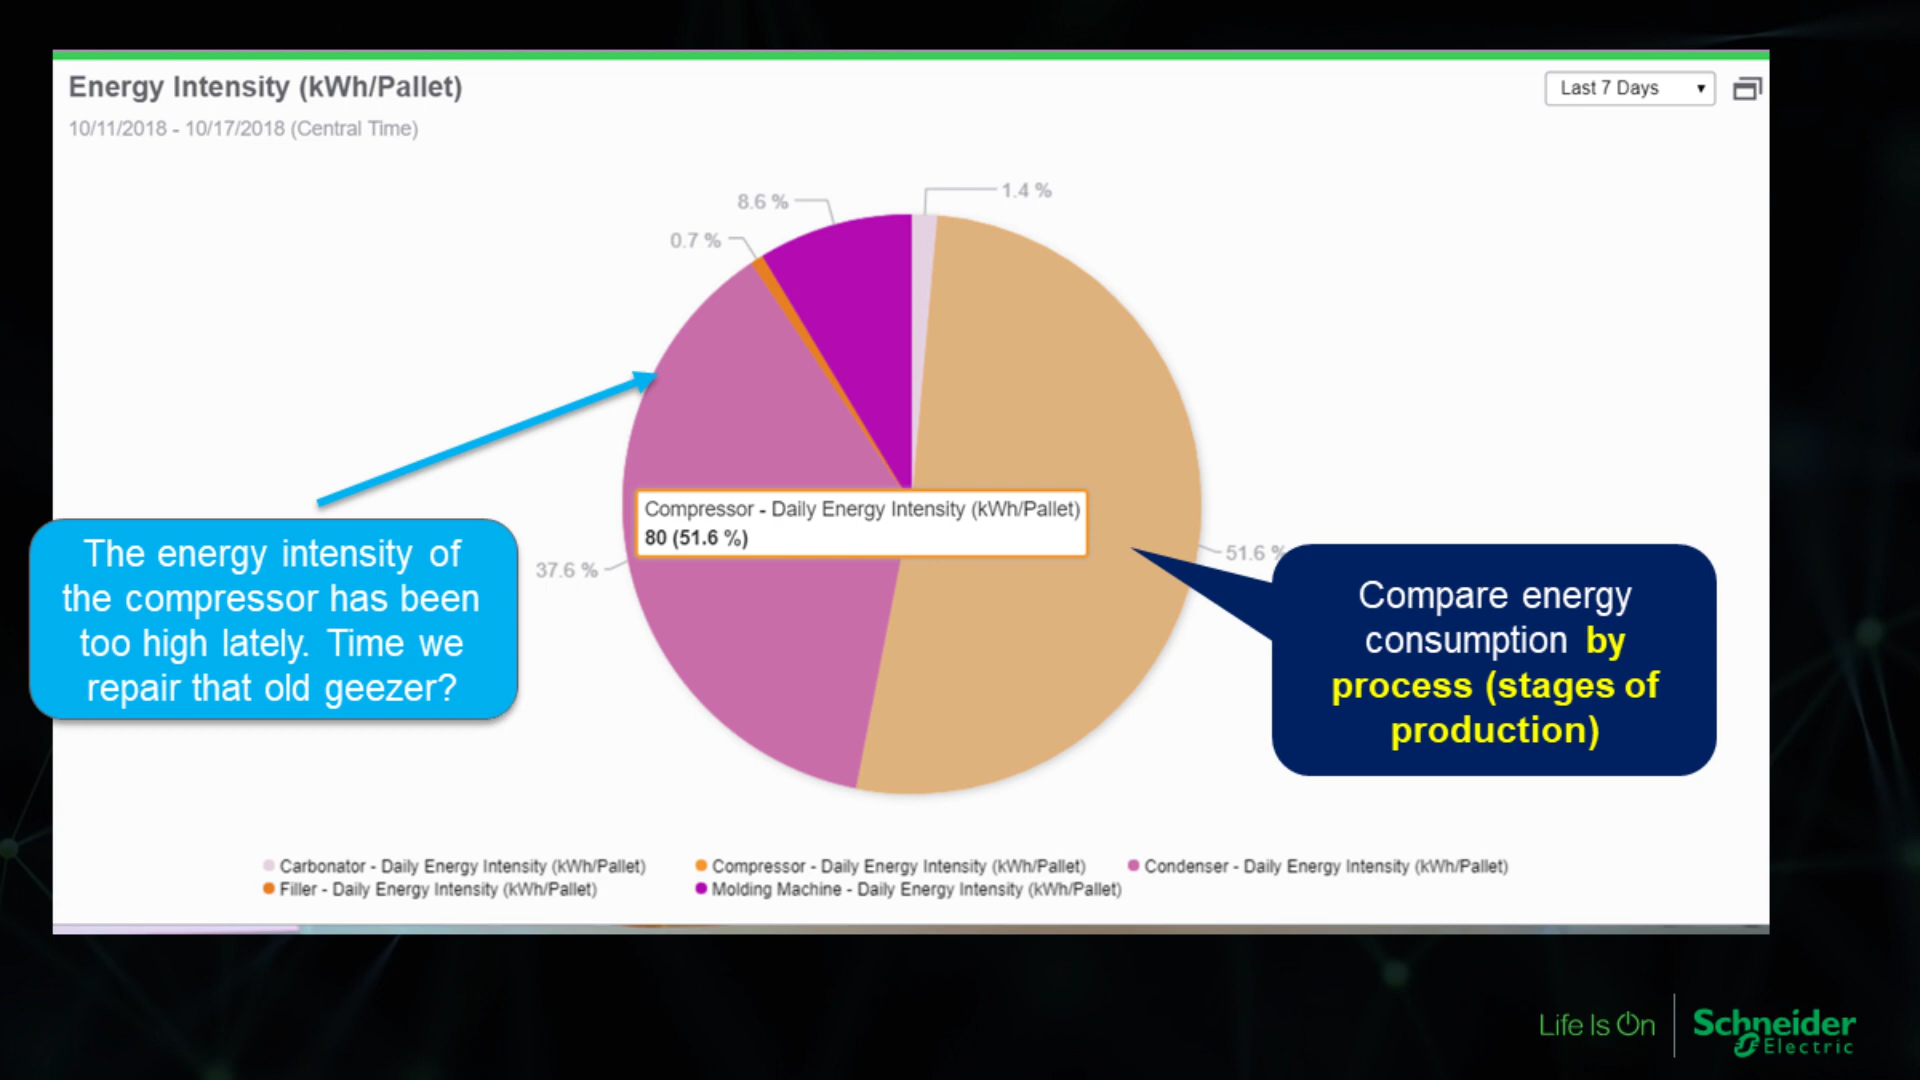 Energy Intensity (kWh/Pallet)
Last 7 Days
10/11/2018 - 10/17/2018 (Central Time)
1.4 %
8.6 %
0.7 %
Compressor - Daily Energy Intensity (kWh/Pallet)
80 (51.6 %)
37.6 %
51.6 %
The energy intensity of
the compressor has been
too high lately. Time we
repair that old geezer?
Compare energy
consumption by
process (stages of
production)
Carbonator - Daily Energy Intensity (kWh/Pallet)
Compressor - Daily Energy Intensity (kWh/Pallet)
Condenser - Daily Energy Intensity (kWh/Pallet)
Filler - Daily Energy Intensity (kWh/Pallet)
Molding Machine - Daily Energy Intensity (kWh/Pallet)
Life Is On
Schneider
Electric